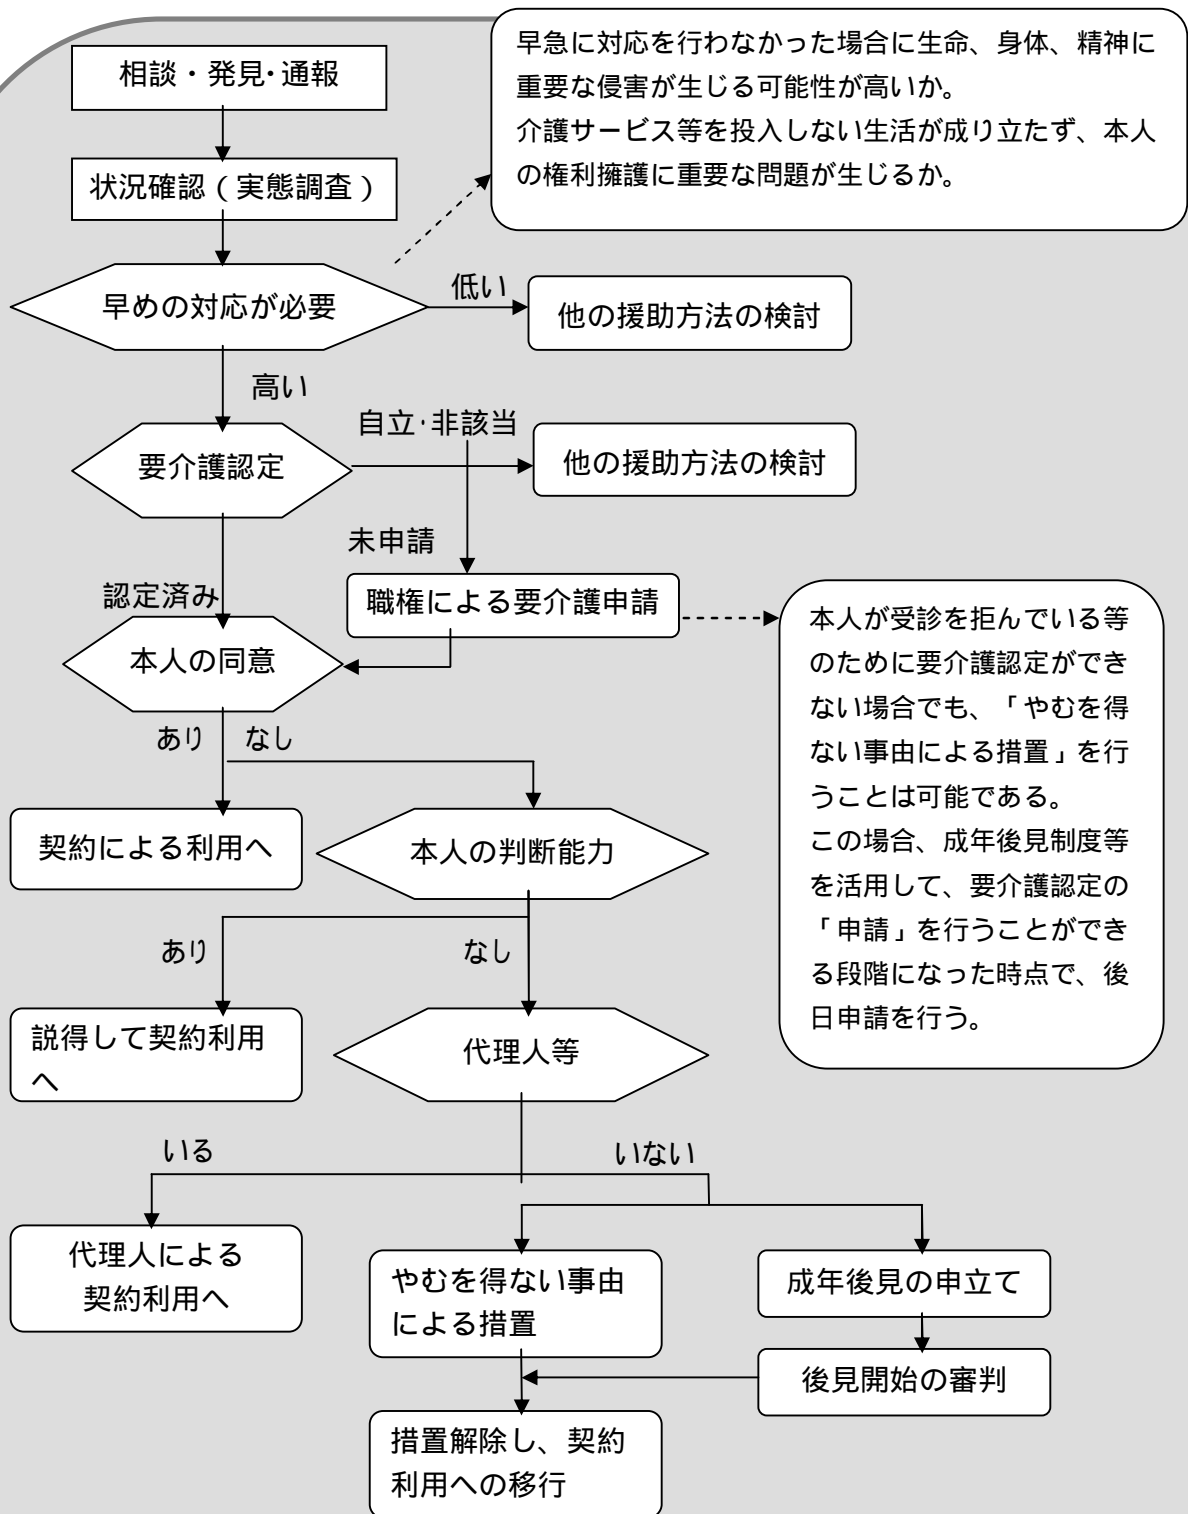 早急に対応を行わなかった場合に生命、身体、精神に
重要な侵害が生じる可能性が高いか。
介護サービス等を投入しない生活が成り立たず、本人
の権利擁護に重要な問題が生じるか。
相談・発見・通報
状況確認（実態調査）
早めの対応が必要
低い
他の援助方法の検討
高い
自立・非該当
要介護認定
他の援助方法の検討
未申請
認定済み
職権による要介護申請
本人の同意
本人が受診を拒んでいる等
のために要介護認定ができ
ない場合でも、「やむを得
ない事由による措置」を行
うことは可能である。
この場合、成年後見制度等
を活用して、要介護認定の
「申請」を行うことができ
る段階になった時点で、後
日申請を行う。
あり
なし
契約による利用へ
本人の判断能力
あり
なし
説得して契約利用
へ
代理人等
いる
いない
代理人による
契約利用へ
やむを得ない事由
による措置
成年後見の申立て
後見開始の審判
措置解除し、契約
利用への移行